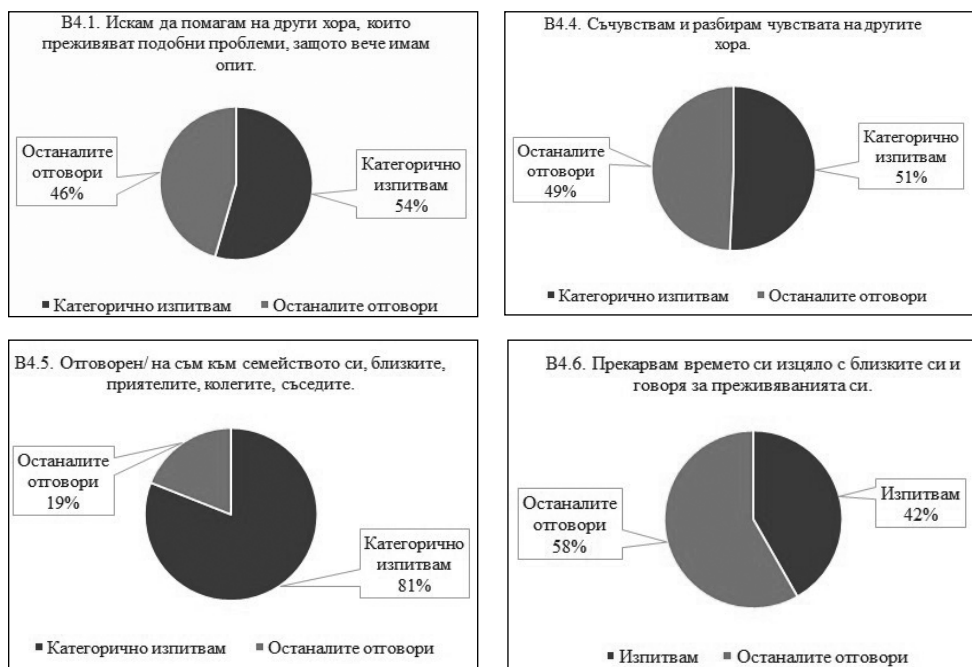 В4.1. Искам да помагам на други хора, които
преживяват подобни проблеми, защото вече имам
опит.
Останалите
отговори
46%
Категорично
изпитвам
54%
Категорично изпитвам
Останалите отговори
В4.4. Съчувствам и разбирам чувствата на другите
хора.
Останалите
отговори
49%
Категорично
изпитвам
51%
Категорично изпитвам
Останалите отговори
В4.5. Отговорен/ на съм към семейството си, близките,
приятелите, колегите, съседите.
Останалите
отговори
19%
Категорично
изпитвам
81%
Категорично изпитвам
Останалите отговори
В4.6. Прекарвам времето си изцяло с близките си и
говоря за преживяванията си.
Останалите
отговори
58%
Изпитвам
42%
Изпитвам
Останалите отговори